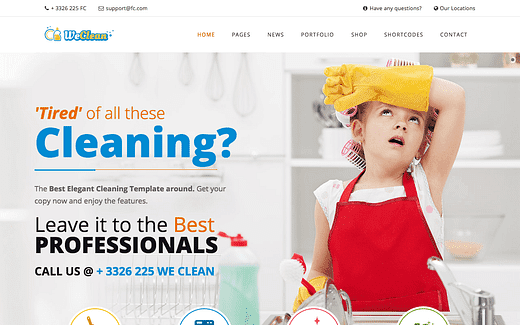 + 3326 225 FC
support@fc.com
Have any questions?
Our Locations
WeClean
HOME
PAGES
NEWS
PORTFOLIO
SHOP
SHORTCODES
CONTACT
'Tired' of all these
Cleaning?
The Best Elegant Cleaning Template around. Get your
copy now and enjoy the features.
Leave it to the Best
PROFESSIONALS
CALL US @ + 3326 225 WE CLEAN